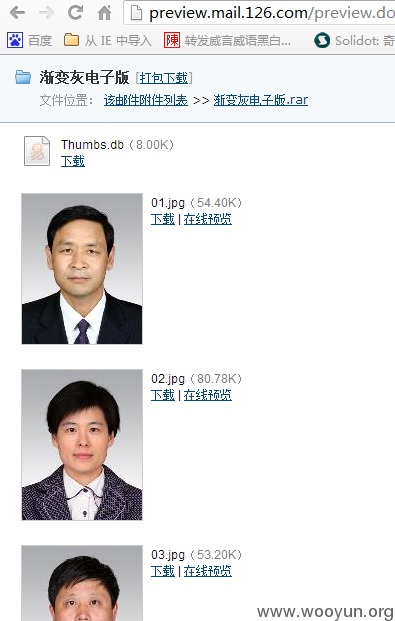 preview.mail.126.com/preview.do
百度 从 IE 中导入 陳 转发威言威语黑白... Solidot: 奇
渐变灰电子版 [打包下载]
文件位置： 该邮件附件列表 >> 渐变灰电子版.rar
易 Thumbs.db（8.00K）
下载
01.jpg（54.40K）
下载 | 在线预览
02.jpg（80.78K）
下载 | 在线预览
03.jpg（53.20K）
下载 | 在线预览
www.wooyun.org